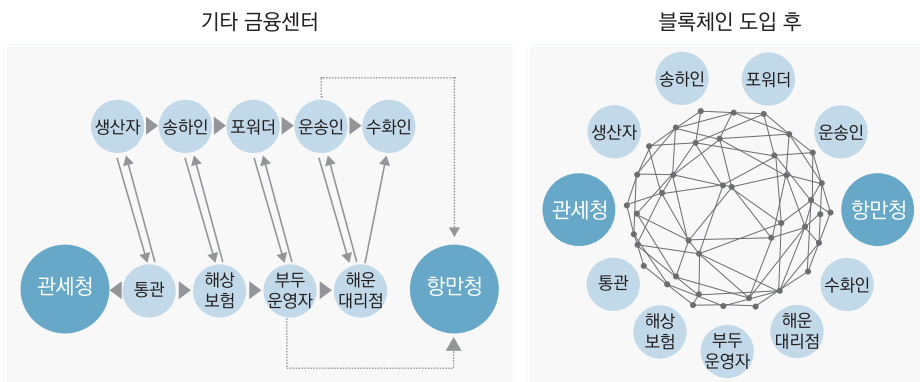 기타 금융센터
생산자
송하인
포워더
운송인
수화인
관세청
통관
해상
보험
부두
운영자
해운
대리점
항만청
블록체인 도입 후
송하인
포워더
생산자
운송인
관세청
항만청
통관
수화인
해상
보험
부두
운영자
해운
대리점